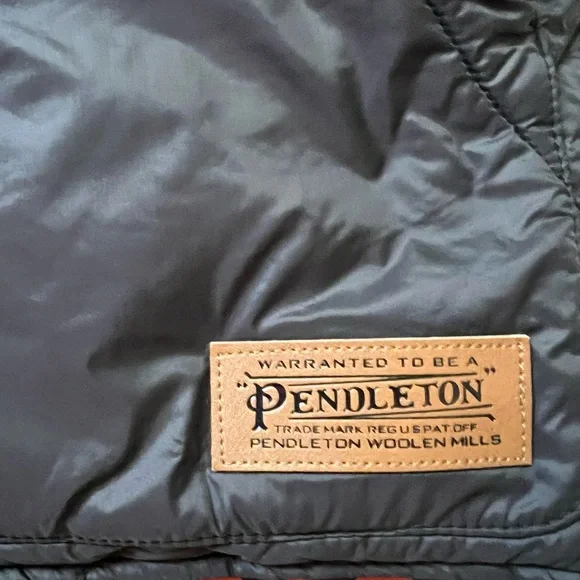 WARRANTED TO BE A
"PENDLETON"
TRADE MARK REG U S PAT OFF.
PENDLETON WOOLEN MILLS